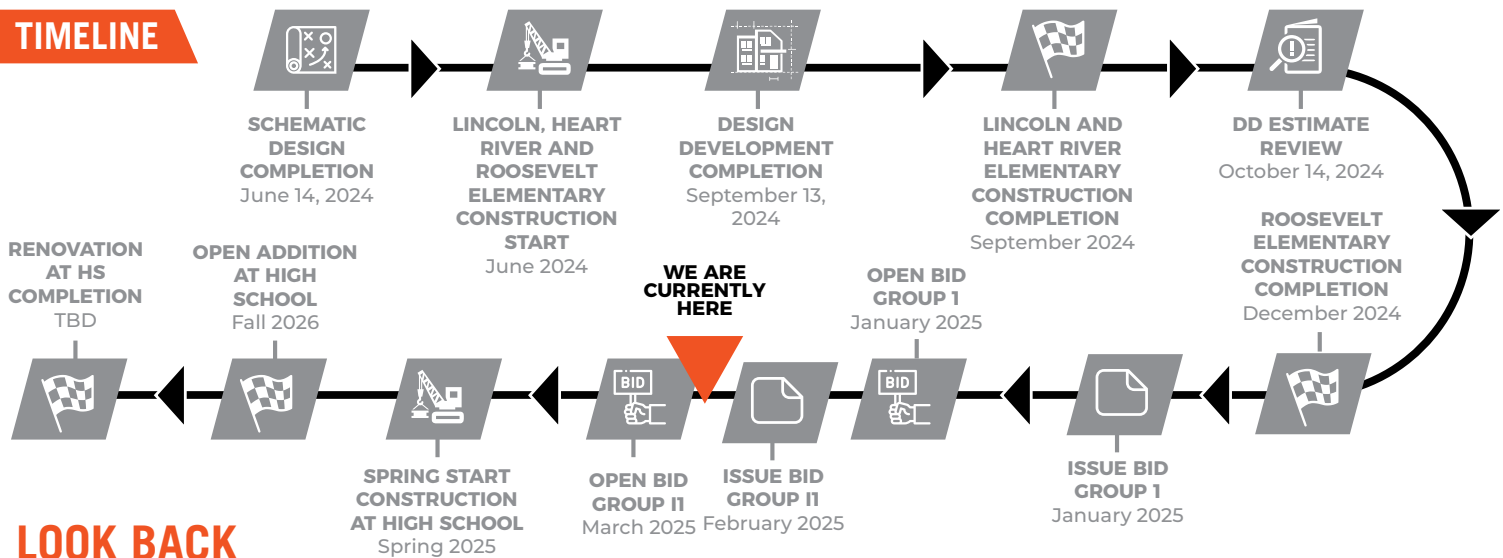 TIMELINE
SCHEMATIC
DESIGN
COMPLETION
June 14, 2024
LINCOLN, HEART
RIVER AND
ROOSEVELT
ELEMENTARY
CONSTRUCTION
START
June 2024
DESIGN
DEVELOPMENT
COMPLETION
September 13,
2024
LINCOLN AND
HEART RIVER
ELEMENTARY
CONSTRUCTION
COMPLETION
September 2024
DD ESTIMATE
REVIEW
October 14, 2024
ROOSEVELT
ELEMENTARY
CONSTRUCTION
COMPLETION
December 2024
ISSUE BID
GROUP 1
January 2025
OPEN BID
GROUP 1
January 2025
BID
ISSUE BID
GROUP I1
February 2025
WE ARE
CURRENTLY
HERE
BID
OPEN BID
GROUP I1
March 2025
SPRING START
CONSTRUCTION
AT HIGH SCHOOL
Spring 2025
OPEN ADDITION
AT HIGH
SCHOOL
Fall 2026
RENOVATION
AT HS
COMPLETION
TBD
LOOK BACK